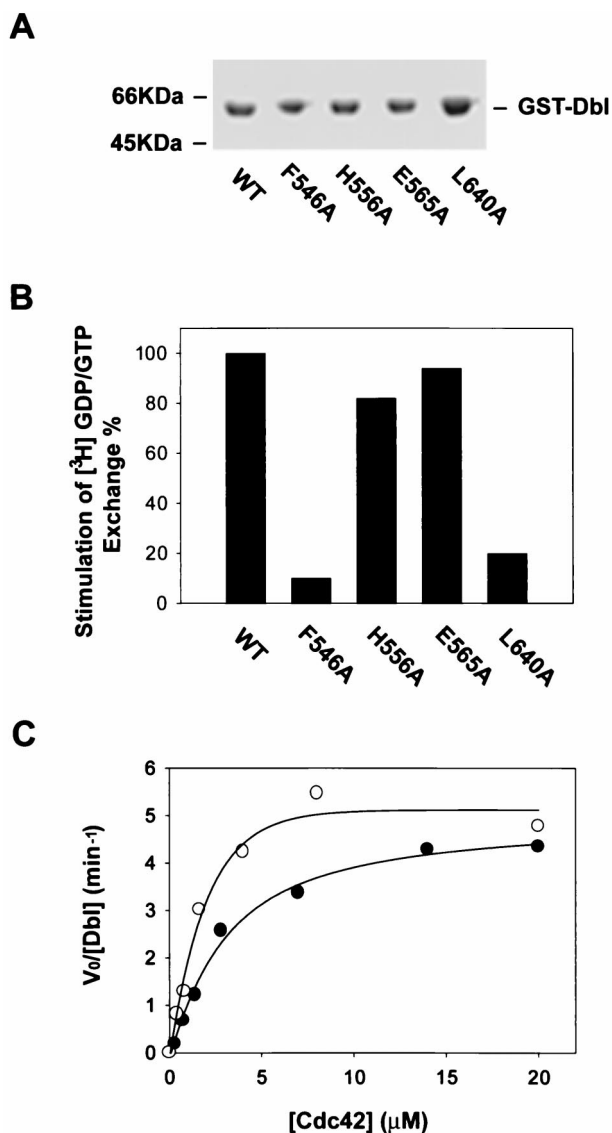 A
66KDa –
45KDa –
– GST-Dbl
WT F546A H556A E565A L640A
B
Stimulation of [³H] GDP/GTP
Exchange %
100
80
60
40
20
0
WT F546A H556A E565A L640A
C
V₀/[Dbl] (min⁻¹)
6
5
4
3
2
1
0
0 5 10 15 20
[Cdc42] (μM)